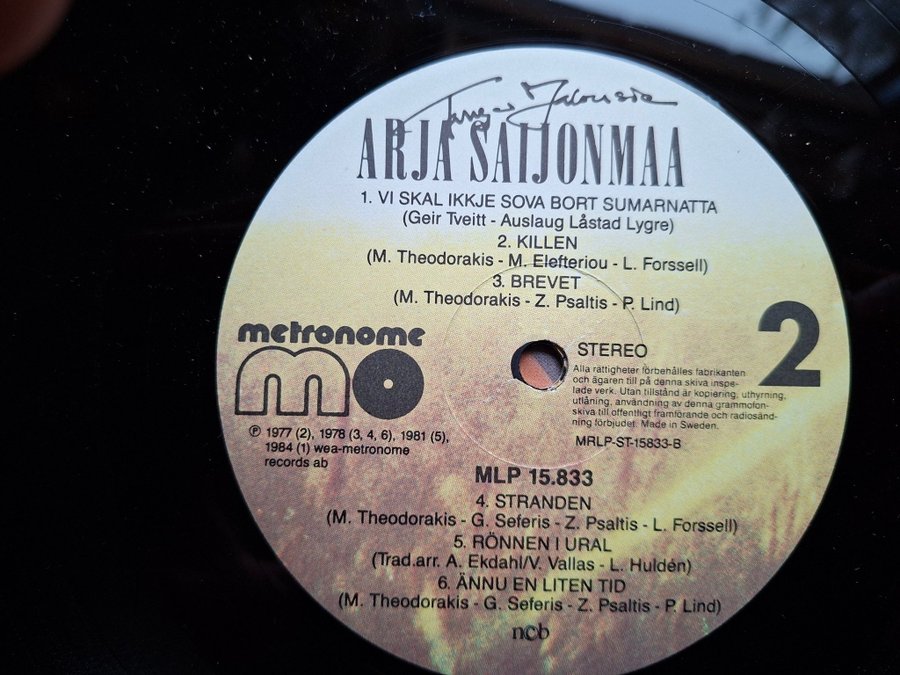 Tango Jalousie
ARJA SAIJONMAA
1. VI SKAL IKKJE SOVA BORT SUMARNATTA
(Geir Tveitt - Auslaug Låstad Lygre)
2. KILLEN
(M. Theodorakis - M. Elefteriou - L. Forssell)
3. BREVET
(M. Theodorakis - Z. Psaltis - P. Lind)
metronome
mo
STEREO
2
Alla rättigheter förbehålles fabrikanten
och ägaren till på denna skiva inspe-
lade verk. Utan tillstånd är kopiering, uthyrning,
utlåning, användning av denna grammofon-
skiva till offentligt framförande och radiosänd-
ning förbjudet. Made in Sweden.
MRLP-ST-15833-B
℗ 1977 (2), 1978 (3, 4, 6), 1981 (5),
1984 (1) wea-metronome
records ab
MLP 15.833
4. STRANDEN
(M. Theodorakis - G. Seferis - Z. Psaltis - L. Forssell)
5. RÖNNEN I URAL
(Trad.arr. A. Ekdahl/V. Vallas - L. Huldén)
6. ÄNNU EN LITEN TID
(M. Theodorakis - G. Seferis - Z. Psaltis - P. Lind)
ncb